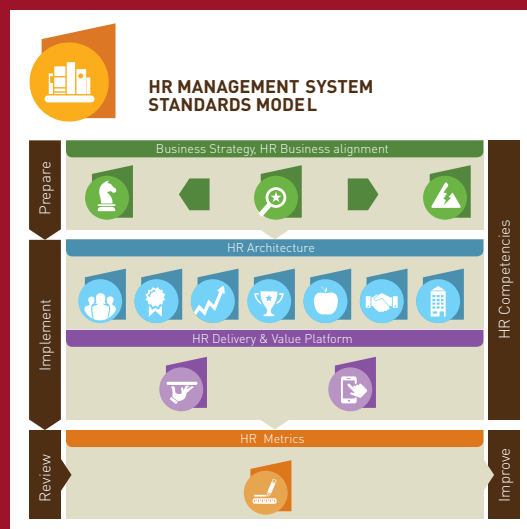 HR MANAGEMENT SYSTEM
STANDARDS MODEL
Prepare
Business Strategy, HR Business alignment
HR Competencies
Implement
HR Architecture
HR Delivery & Value Platform
Review
HR Metrics
Improve